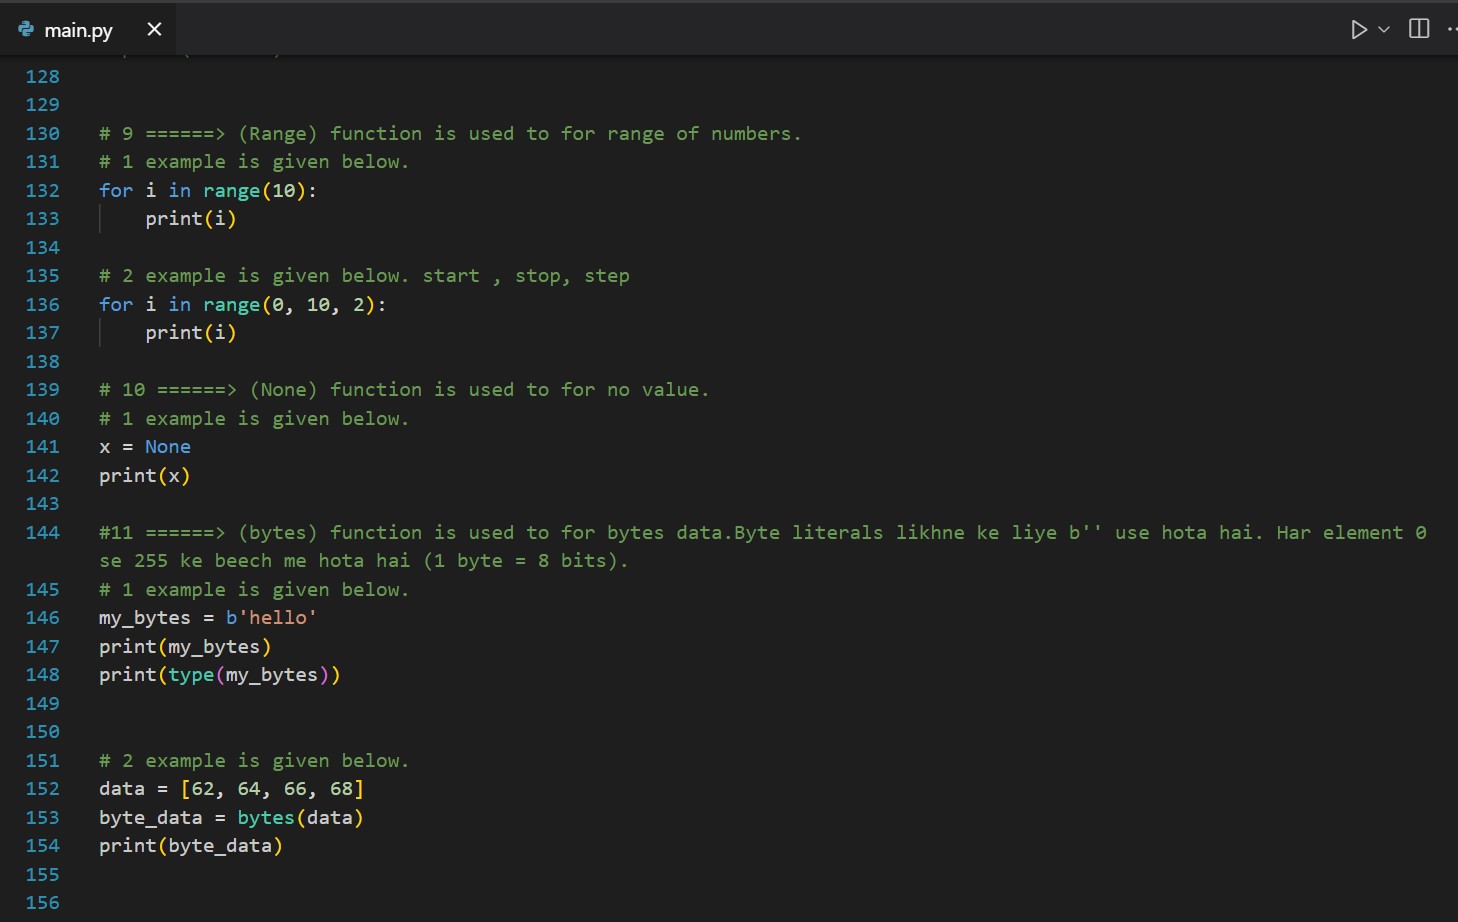 main.py
128
129
130 # 9 ======> (Range) function is used to for range of numbers.
131 # 1 example is given below.
132 for i in range(10):
133     print(i)
134
135 # 2 example is given below. start , stop, step
136 for i in range(0, 10, 2):
137     print(i)
138
139 # 10 ======> (None) function is used to for no value.
140 # 1 example is given below.
141 x = None
142 print(x)
143
144 #11 ======> (bytes) function is used to for bytes data.Byte literals likhne ke liye b'' use hota hai. Har element 0
se 255 ke beech me hota hai (1 byte = 8 bits).
145 # 1 example is given below.
146 my_bytes = b'hello'
147 print(my_bytes)
148 print(type(my_bytes))
149
150
151 # 2 example is given below.
152 data = [62, 64, 66, 68]
153 byte_data = bytes(data)
154 print(byte_data)
155
156